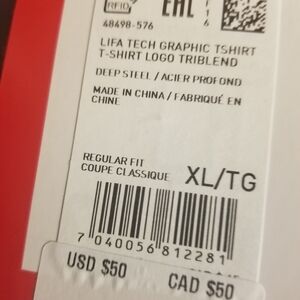 RFID
EAC
48498-576
LIFA TECH GRAPHIC TSHIRT
T-SHIRT LOGO TRIBLEND
DEEP STEEL / ACIER PROFOND
MADE IN CHINA / FABRIQUÉ EN
CHINE
REGULAR FIT
COUPE CLASSIQUE
XL/TG
7 040056 812281
USD $50 CAD $50